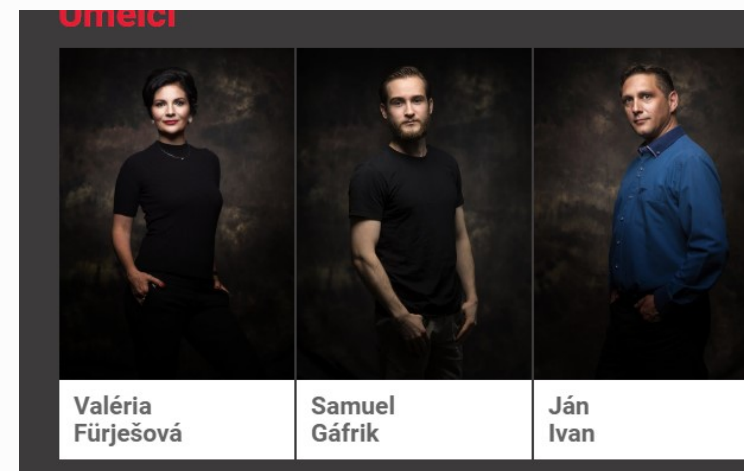 Umelci
Valéria
Fürješová
Samuel
Gáfrik
Ján
Ivan